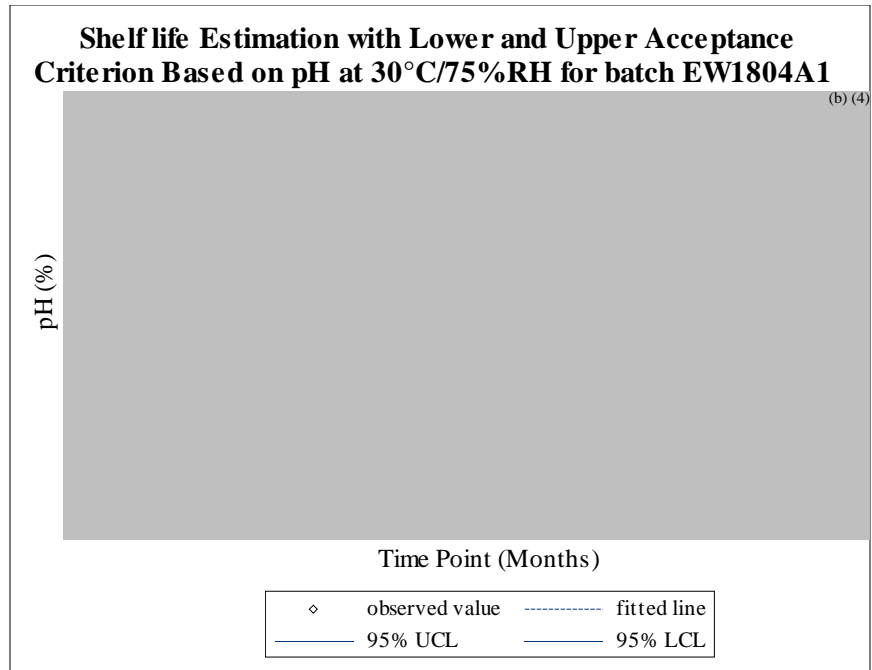 Shelf life Estimation with Lower and Upper Acceptance
Criterion Based on pH at 30°C/75%RH for batch EW1804A1
(b) (4)
pH (%)
Time Point (Months)
observed value
fitted line
95% UCL
95% LCL